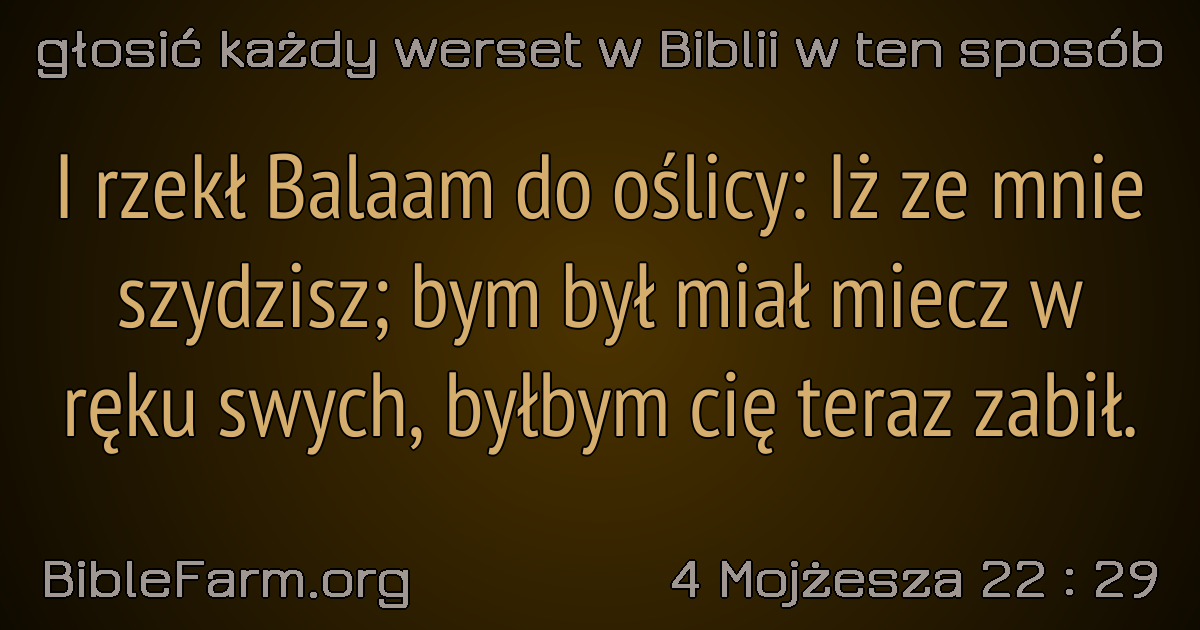 głosić każdy werset w Biblii w ten sposób
I rzekł Balaam do oślicy: Iż ze mnie
szydzisz; bym był miał miecz w
ręku swych, byłbym cię teraz zabił.
BibleFarm.org
4 Mojżesza 22 : 29